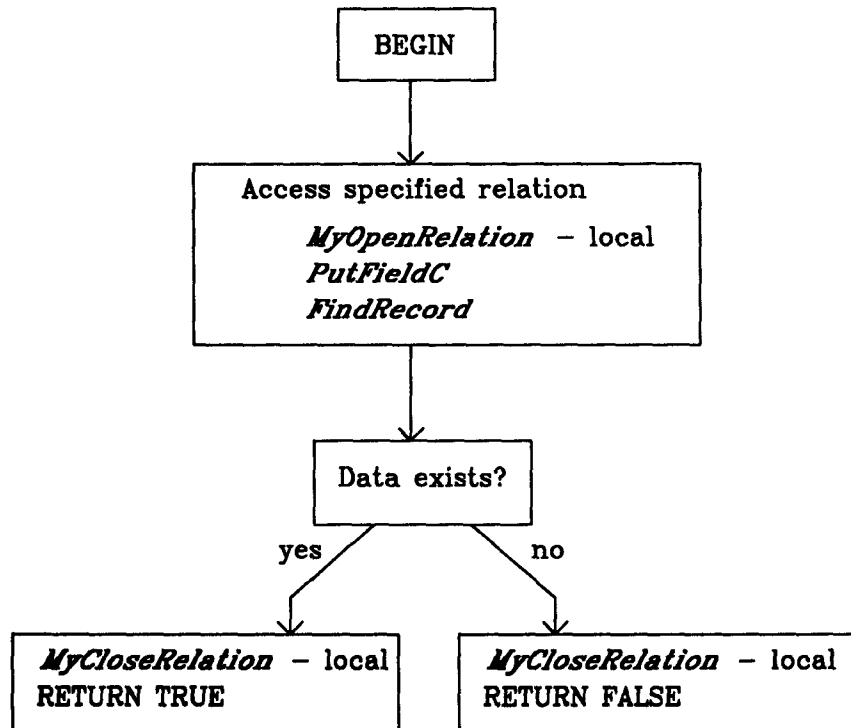 BEGIN
Access specified relation
MyOpenRelation – local
PutFieldC
FindRecord
Data exists?
yes
no
MyCloseRelation – local
RETURN TRUE
MyCloseRelation – local
RETURN FALSE